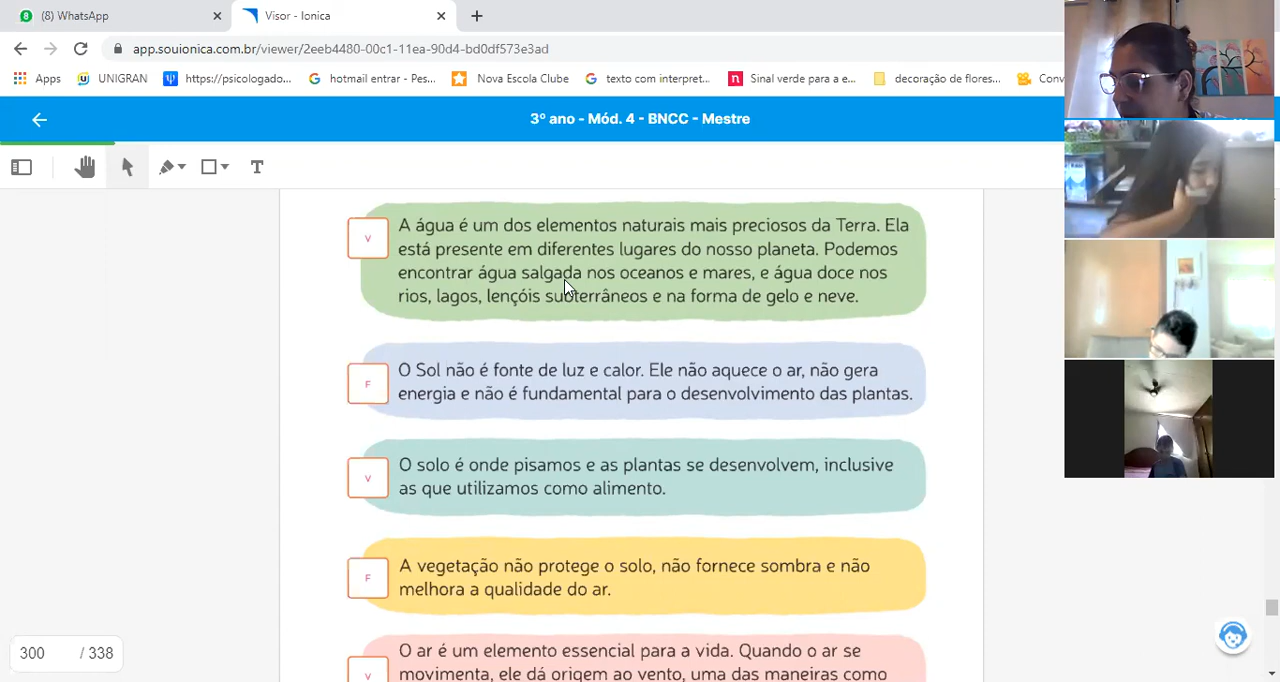 (8) WhatsApp
Visor - Ionica
app.souionica.com.br/viewer/2eeb4480-00c1-11ea-90d4-bd0df573e3ad
Apps UNIGRAN https://psicologado... hotmail entrar - Pes... Nova Escola Clube texto com interpret... Sinal verde para a e... decoração de flores... Conv
3º ano - Mód. 4 - BNCC - Mestre
T
V
A água é um dos elementos naturais mais preciosos da Terra. Ela
está presente em diferentes lugares do nosso planeta. Podemos
encontrar água salgada nos oceanos e mares, e água doce nos
rios, lagos, lençóis subterrâneos e na forma de gelo e neve.
F
O Sol não é fonte de luz e calor. Ele não aquece o ar, não gera
energia e não é fundamental para o desenvolvimento das plantas.
V
O solo é onde pisamos e as plantas se desenvolvem, inclusive
as que utilizamos como alimento.
F
A vegetação não protege o solo, não fornece sombra e não
melhora a qualidade do ar.
V
O ar é um elemento essencial para a vida. Quando o ar se
movimenta, ele dá origem ao vento, uma das maneiras como
300 / 338